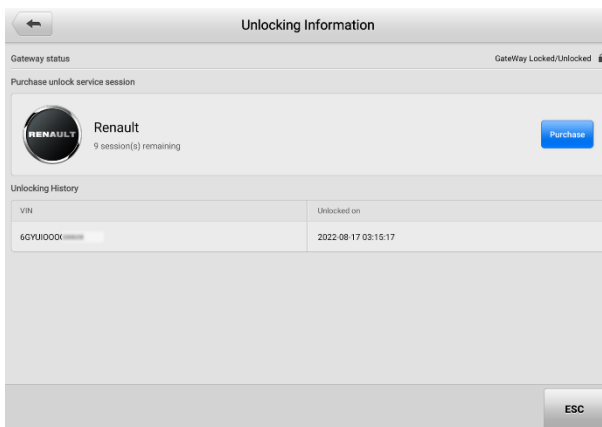 Unlocking Information
Gateway status
GateWay Locked/Unlocked
Purchase unlock service session
RENAULT
Renault
9 session(s) remaining
Purchase
Unlocking History
VIN
Unlocked on
6GYUIOOO(
2022-08-17 03:15:17
ESC